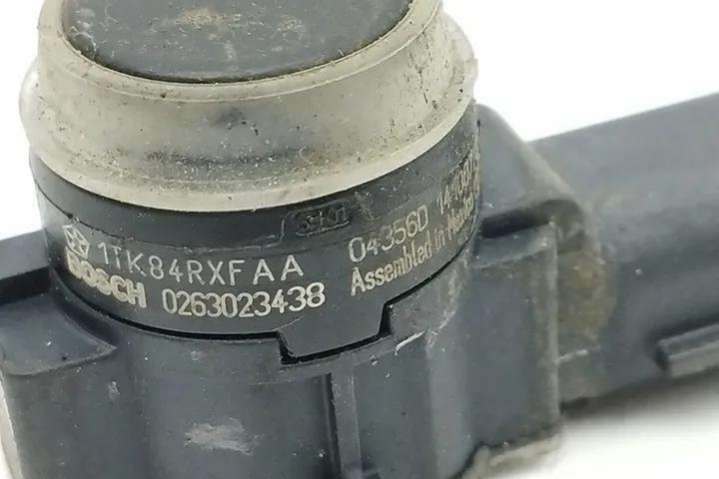 1TK84RXFAA
BOSCH 0263023438
04356D
Assembled in